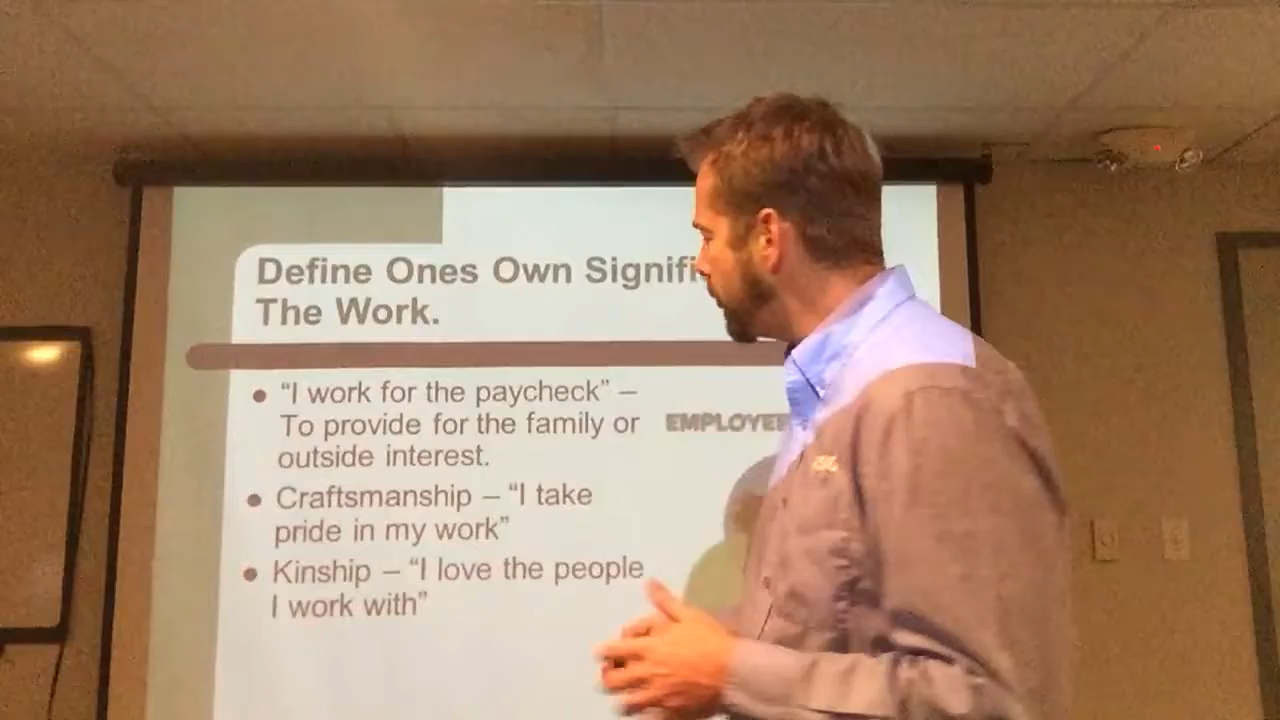 Define Ones Own Signifi
The Work.
● “I work for the paycheck” –
To provide for the family or
outside interest.
● Craftsmanship – “I take
pride in my work”
● Kinship – “I love the people
I work with”
EMPLOYEE